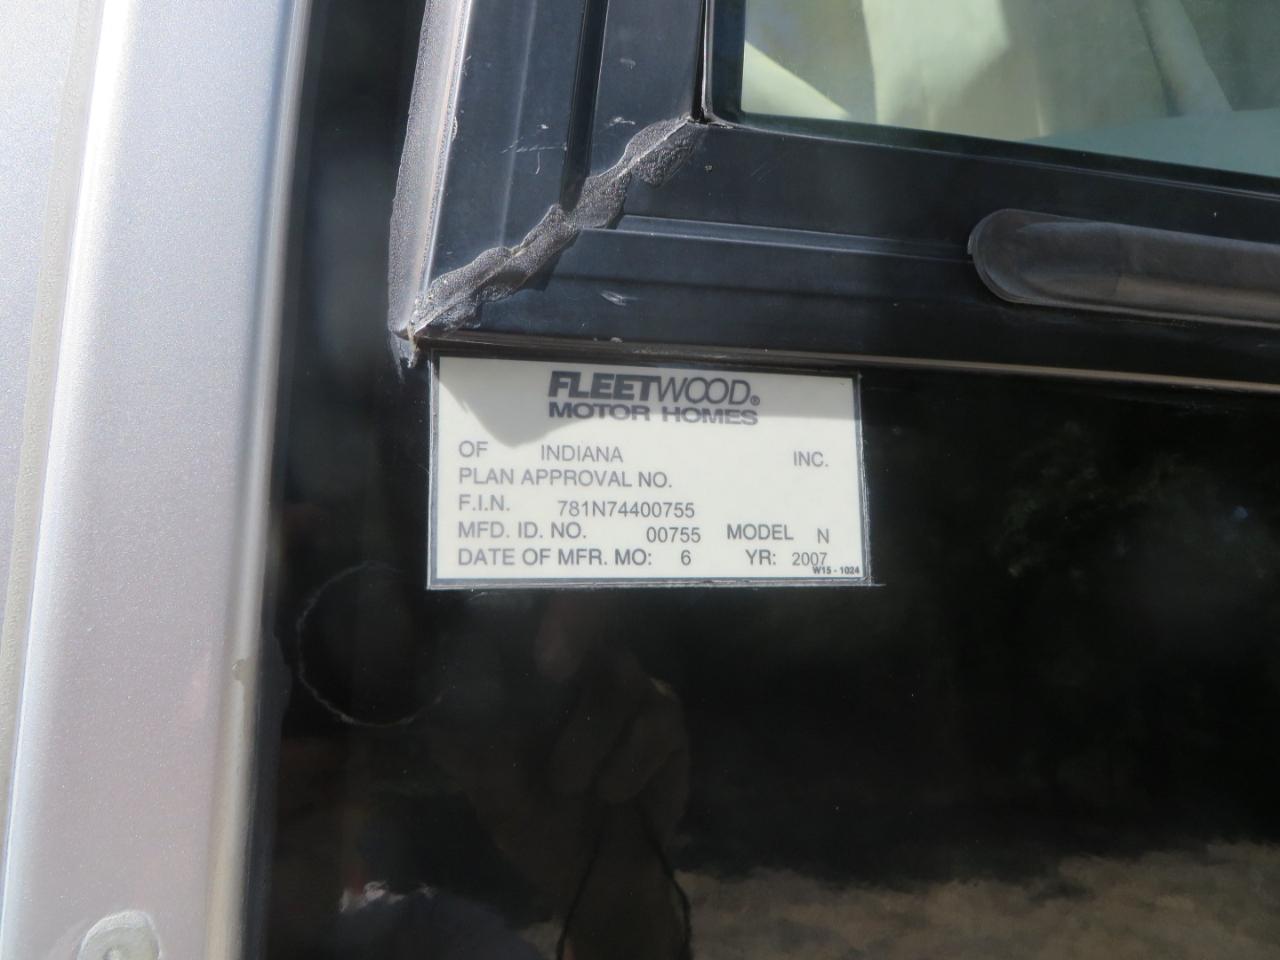 FLEETWOOD®
MOTOR HOMES
OF INDIANA INC.
PLAN APPROVAL NO.
F.I.N. 781N74400755
MFD. ID. NO. 00755 MODEL N
DATE OF MFR. MO: 6 YR: 2007
W15 - 1024